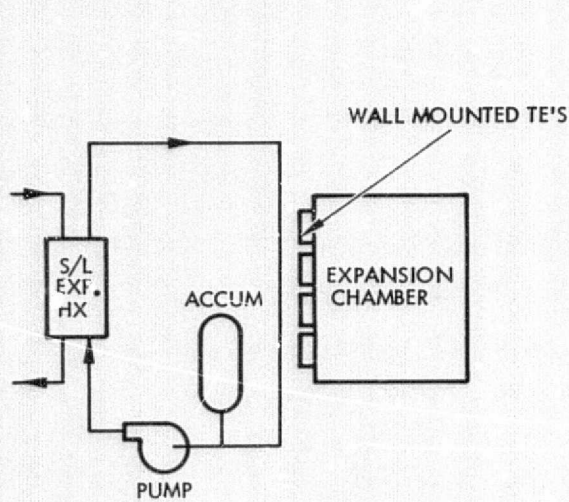 WALL MOUNTED TE'S
S/L
EXP.
HX
ACCUM
EXPANSION
CHAMBER
PUMP